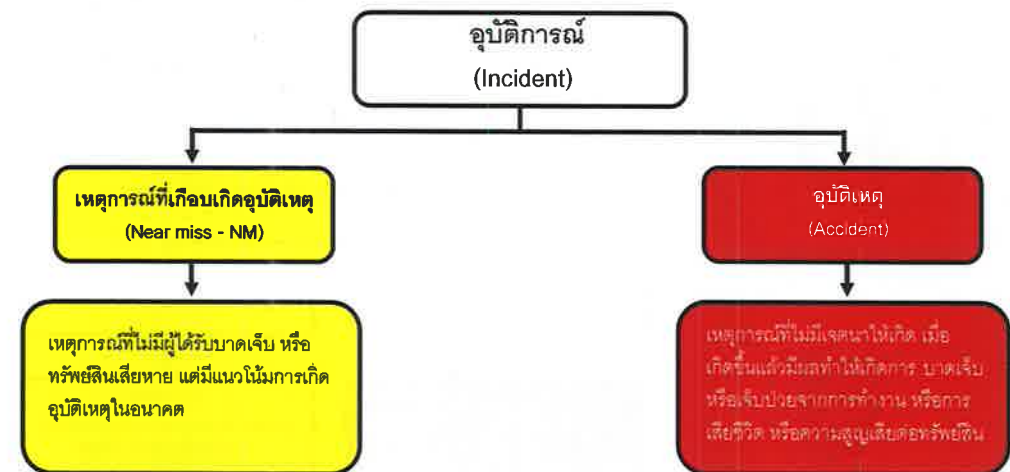 อุบัติการณ์
(Incident)
เหตุการณ์ที่เกือบเกิดอุบัติเหตุ
(Near miss - NM)
อุบัติเหตุ
(Accident)
เหตุการณ์ที่ไม่มีผู้ได้รับบาดเจ็บ หรือ
ทรัพย์สินเสียหาย แต่มีแนวโน้มการเกิด
อุบัติเหตุในอนาคต
เหตุการณ์ที่ไม่มีเจตนาให้เกิด เมื่อ
เกิดขึ้นแล้วมีผลทำให้เกิดการ บาดเจ็บ
หรือเจ็บป่วยจากการทำงาน หรือการ
เสียชีวิต หรือความสูญเสียต่อทรัพย์สิน